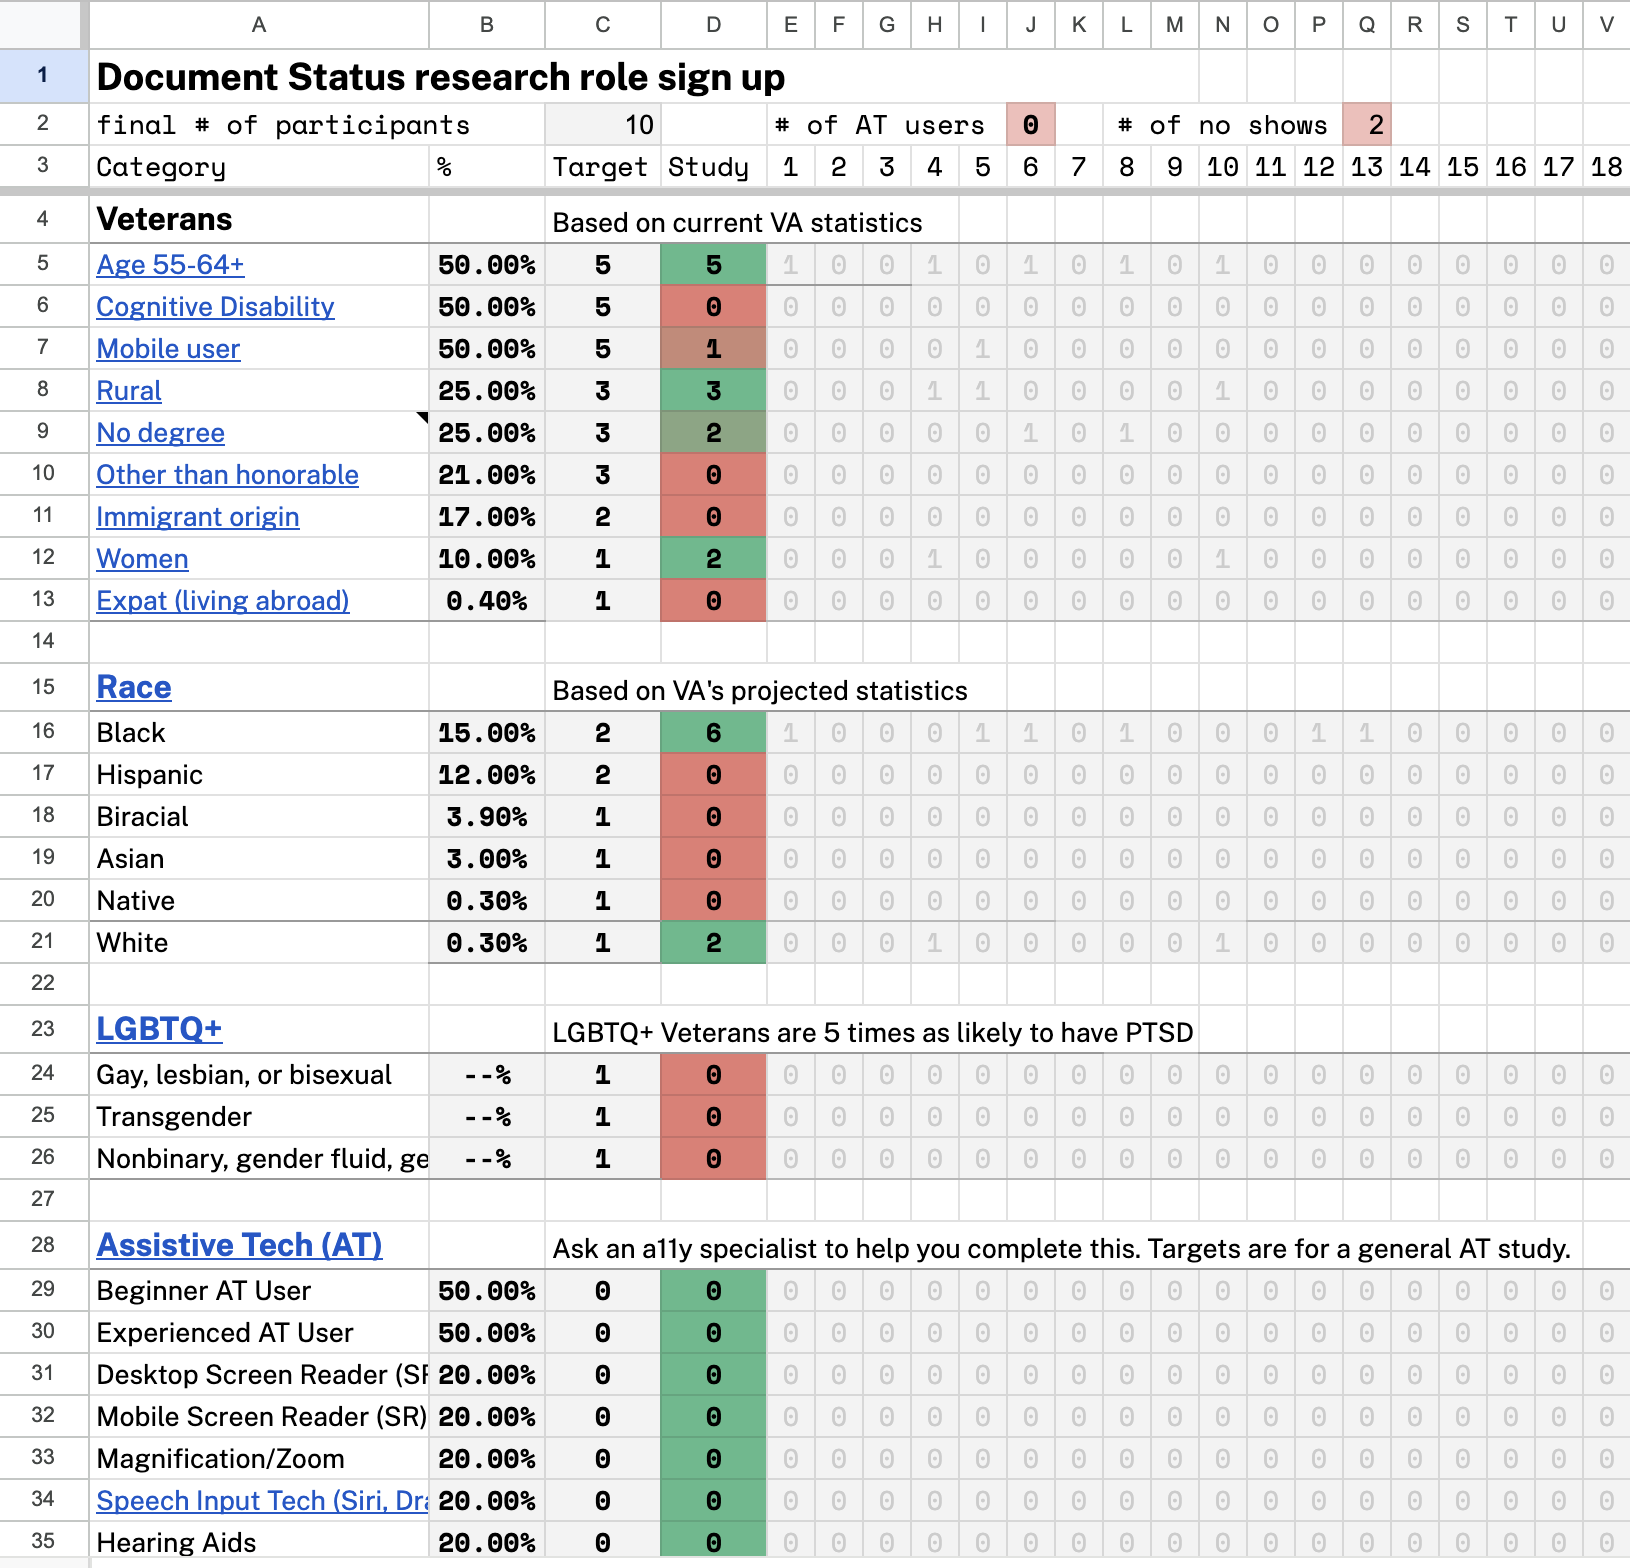 A B C D E F G H I J K L M N O P Q R S T U V
1 Document Status research role sign up
2 final # of participants 10 # of AT users 0 # of no shows 2
3 Category % Target Study 1 2 3 4 5 6 7 8 9 10 11 12 13 14 15 16 17 18
4 Veterans Based on current VA statistics
5 Age 55-64+ 50.00% 5 5 1 0 0 1 0 1 0 1 0 1 0 0 0 0 0 0 0 0
6 Cognitive Disability 50.00% 5 0 0 0 0 0 0 0 0 0 0 0 0 0 0 0 0 0 0 0
7 Mobile user 50.00% 5 1 0 0 0 0 1 0 0 0 0 0 0 0 0 0 0 0 0 0
8 Rural 25.00% 3 3 0 0 0 1 1 0 0 0 0 1 0 0 0 0 0 0 0 0
9 No degree 25.00% 3 2 0 0 0 0 0 1 0 1 0 0 0 0 0 0 0 0 0 0
10 Other than honorable 21.00% 3 0 0 0 0 0 0 0 0 0 0 0 0 0 0 0 0 0 0 0
11 Immigrant origin 17.00% 2 0 0 0 0 0 0 0 0 0 0 0 0 0 0 0 0 0 0 0
12 Women 10.00% 1 2 0 0 0 1 0 0 0 0 0 1 0 0 0 0 0 0 0 0
13 Expat (living abroad) 0.40% 1 0 0 0 0 0 0 0 0 0 0 0 0 0 0 0 0 0 0 0
14
15 Race Based on VA's projected statistics
16 Black 15.00% 2 6 1 0 0 0 1 1 0 1 0 0 0 1 1 0 0 0 0 0
17 Hispanic 12.00% 2 0 0 0 0 0 0 0 0 0 0 0 0 0 0 0 0 0 0 0
18 Biracial 3.90% 1 0 0 0 0 0 0 0 0 0 0 0 0 0 0 0 0 0 0 0
19 Asian 3.00% 1 0 0 0 0 0 0 0 0 0 0 0 0 0 0 0 0 0 0 0
20 Native 0.30% 1 0 0 0 0 0 0 0 0 0 0 0 0 0 0 0 0 0 0 0
21 White 0.30% 1 2 0 0 0 1 0 0 0 0 0 1 0 0 0 0 0 0 0 0
22
23 LGBTQ+ LGBTQ+ Veterans are 5 times as likely to have PTSD
24 Gay, lesbian, or bisexual --% 1 0 0 0 0 0 0 0 0 0 0 0 0 0 0 0 0 0 0 0
25 Transgender --% 1 0 0 0 0 0 0 0 0 0 0 0 0 0 0 0 0 0 0 0
26 Nonbinary, gender fluid, ge --% 1 0 0 0 0 0 0 0 0 0 0 0 0 0 0 0 0 0 0 0
27
28 Assistive Tech (AT) Ask an a11y specialist to help you complete this. Targets are for a general AT study.
29 Beginner AT User 50.00% 0 0 0 0 0 0 0 0 0 0 0 0 0 0 0 0 0 0 0 0
30 Experienced AT User 50.00% 0 0 0 0 0 0 0 0 0 0 0 0 0 0 0 0 0 0 0 0
31 Desktop Screen Reader (SR 20.00% 0 0 0 0 0 0 0 0 0 0 0 0 0 0 0 0 0 0 0 0
32 Mobile Screen Reader (SR) 20.00% 0 0 0 0 0 0 0 0 0 0 0 0 0 0 0 0 0 0 0 0
33 Magnification/Zoom 20.00% 0 0 0 0 0 0 0 0 0 0 0 0 0 0 0 0 0 0 0 0
34 Speech Input Tech (Siri, Dra 20.00% 0 0 0 0 0 0 0 0 0 0 0 0 0 0 0 0 0 0 0 0
35 Hearing Aids 20.00% 0 0 0 0 0 0 0 0 0 0 0 0 0 0 0 0 0 0 0 0